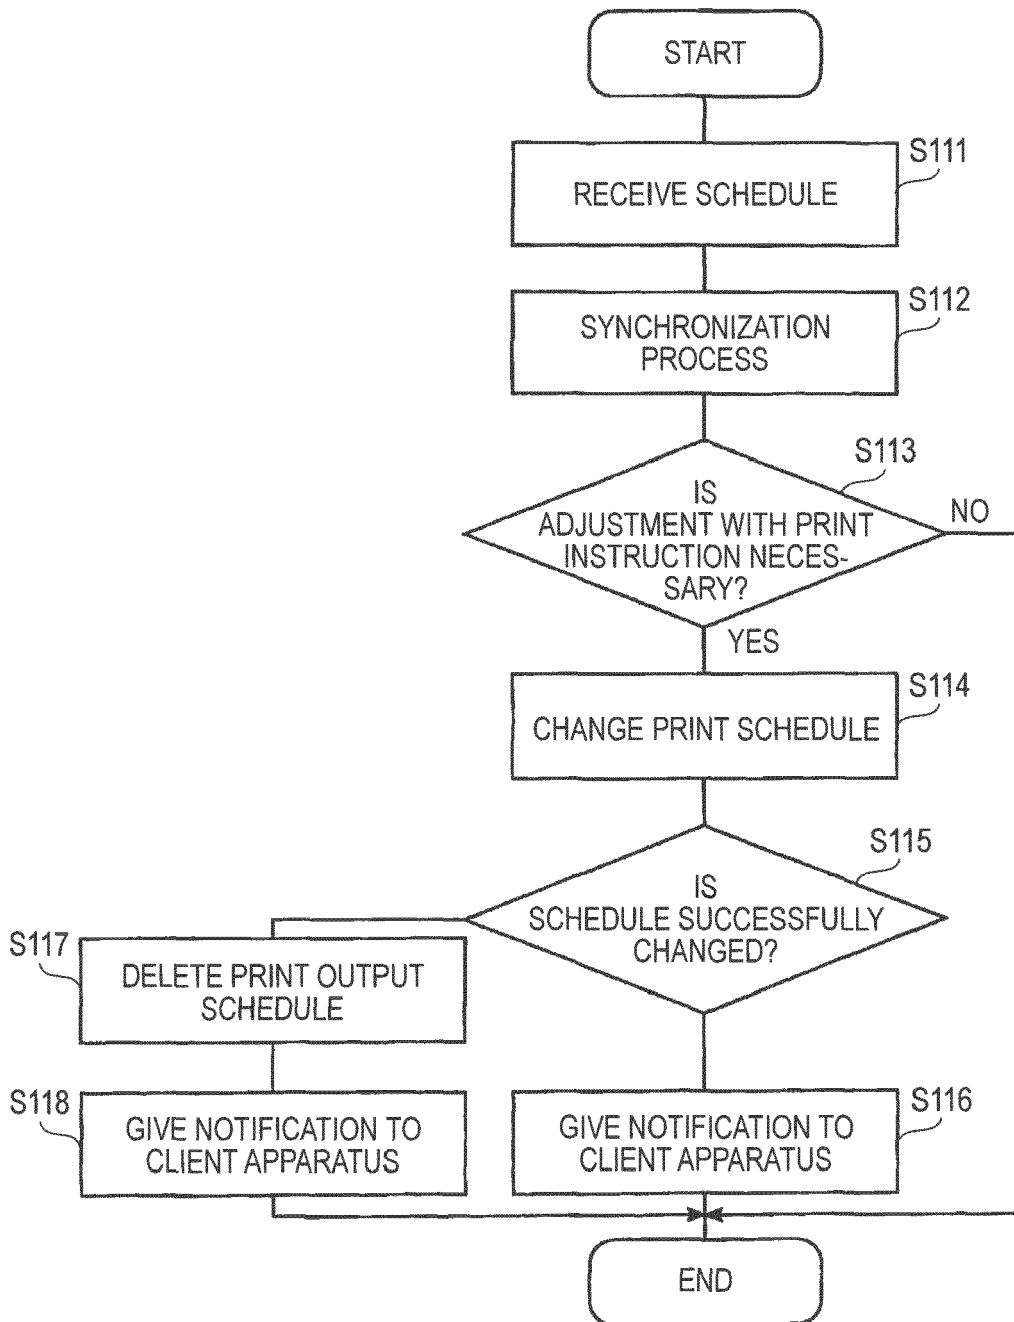 START
S111
RECEIVE SCHEDULE
S112
SYNCHRONIZATION
PROCESS
S113
IS
ADJUSTMENT WITH PRINT
INSTRUCTION NECES-
SARY?
NO
YES
S114
CHANGE PRINT SCHEDULE
S115
IS
SCHEDULE SUCCESSFULLY
CHANGED?
S117
DELETE PRINT OUTPUT
SCHEDULE
S118
GIVE NOTIFICATION TO
CLIENT APPARATUS
S116
GIVE NOTIFICATION TO
CLIENT APPARATUS
END